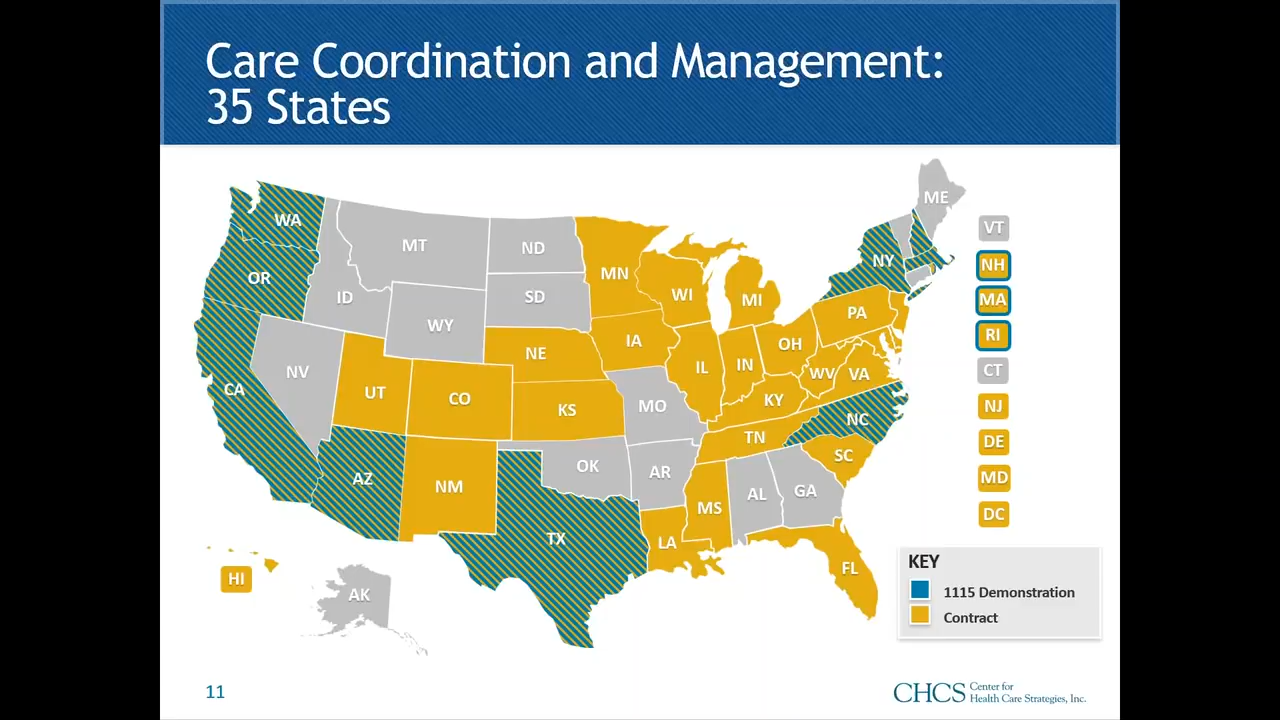 Care Coordination and Management:
35 States
ME
WA
MT
ND
VT
MN
NY
NH
OR
SD
WI
ID
MI
MA
WY
PA
RI
IA
OH
NE
IN
IL
CT
NV
WV
VA
CA
UT
CO
KY
KS
MO
NJ
NC
TN
DE
SC
OK
AR
AZ
NM
MD
GA
AL
MS
DC
TX
LA
KEY
FL
HI
1115 Demonstration
AK
Contract
11
CHCS
Center for
Health Care Strategies, Inc.